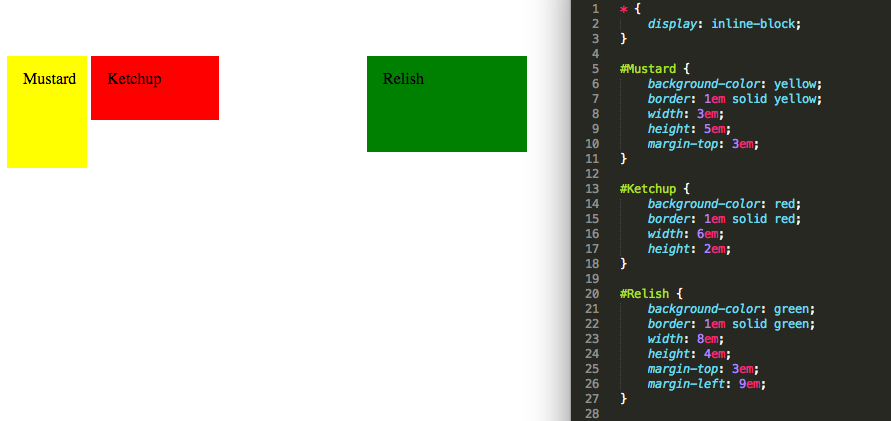 Mustard Ketchup Relish
1 * {
2 display: inline-block;
3 }
4
5 #Mustard {
6 background-color: yellow;
7 border: 1em solid yellow;
8 width: 3em;
9 height: 5em;
10 margin-top: 3em;
11 }
12
13 #Ketchup {
14 background-color: red;
15 border: 1em solid red;
16 width: 6em;
17 height: 2em;
18 }
19
20 #Relish {
21 background-color: green;
22 border: 1em solid green;
23 width: 8em;
24 height: 4em;
25 margin-top: 3em;
26 margin-left: 9em;
27 }
28